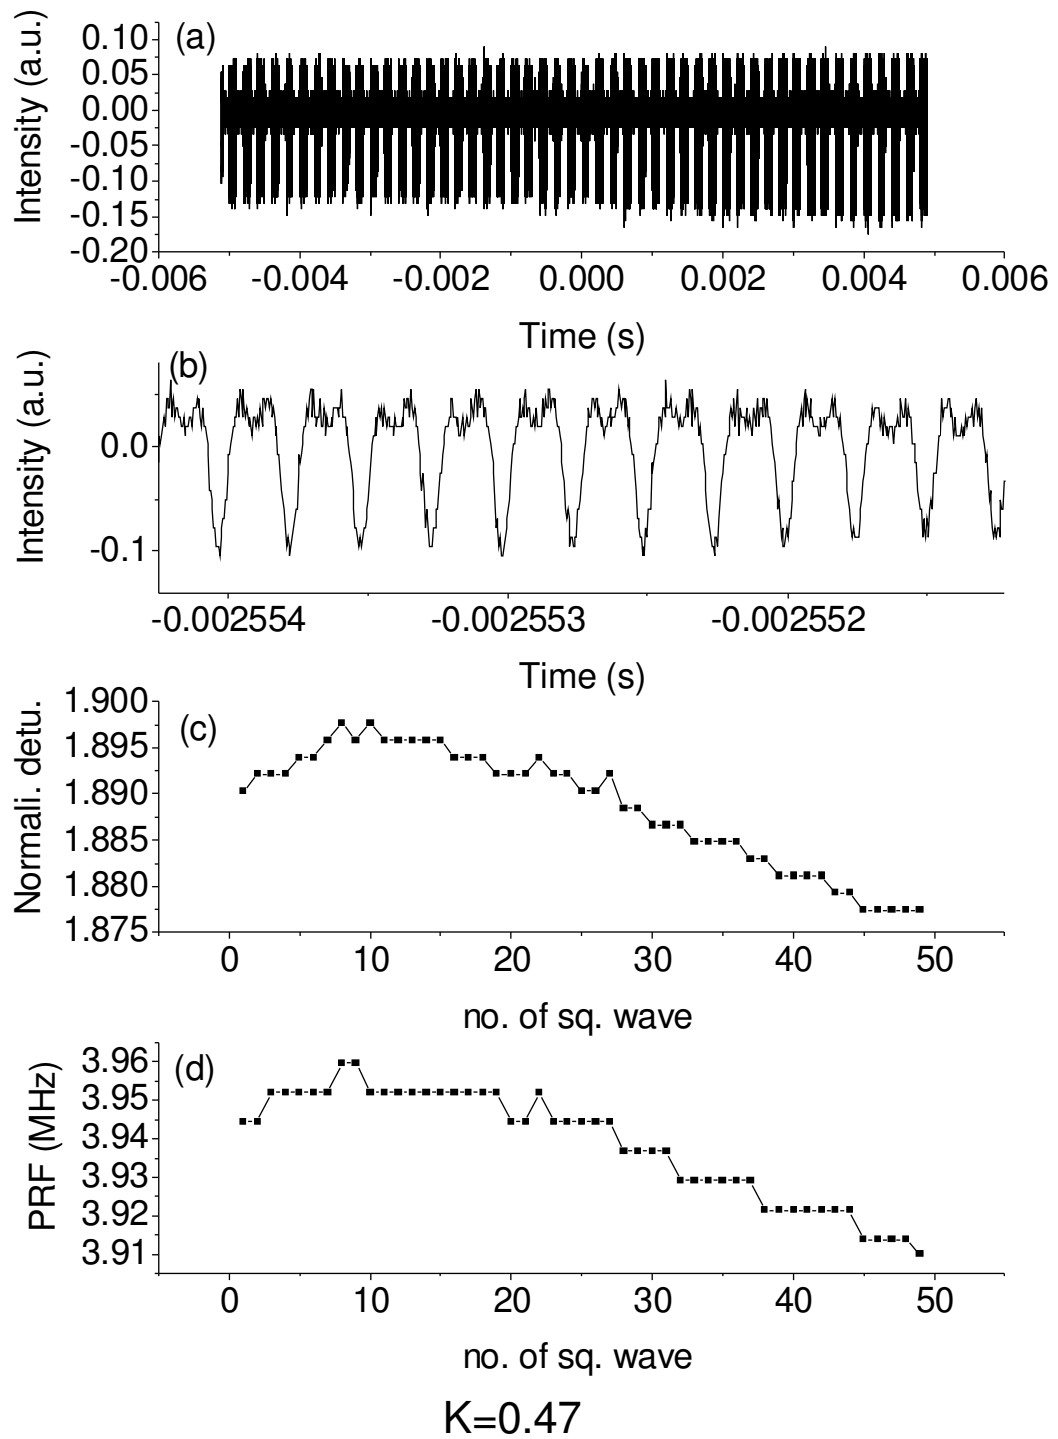 (a)
Intensity (a.u.)
0.10
0.05
0.00
-0.05
-0.10
-0.15
-0.20
-0.006 -0.004 -0.002 0.000 0.002 0.004 0.006
Time (s)
(b)
Intensity (a.u.)
0.0
-0.1
-0.002554 -0.002553 -0.002552
Time (s)
(c)
Normali. detu.
1.900
1.895
1.890
1.885
1.880
1.875
0 10 20 30 40 50
no. of sq. wave
(d)
PRF (MHz)
3.96
3.95
3.94
3.93
3.92
3.91
0 10 20 30 40 50
no. of sq. wave
K=0.47